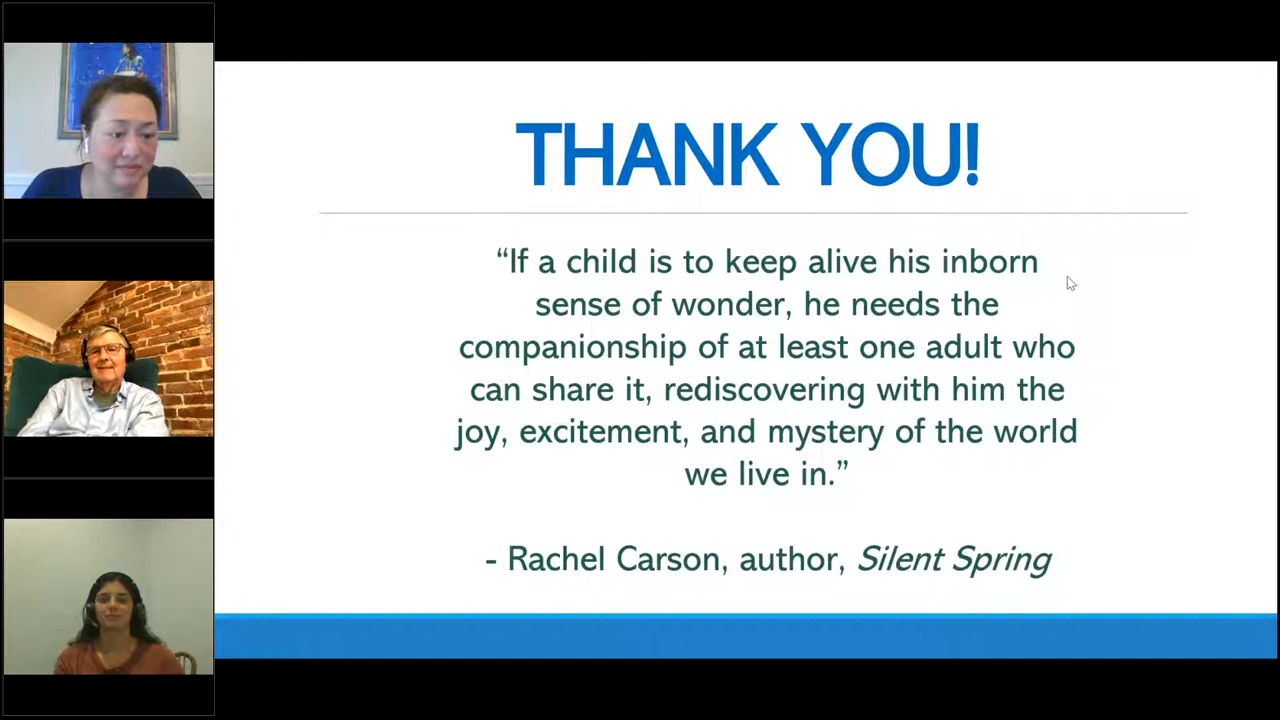 THANK YOU!
“If a child is to keep alive his inborn
sense of wonder, he needs the
companionship of at least one adult who
can share it, rediscovering with him the
joy, excitement, and mystery of the world
we live in.”
- Rachel Carson, author, Silent Spring